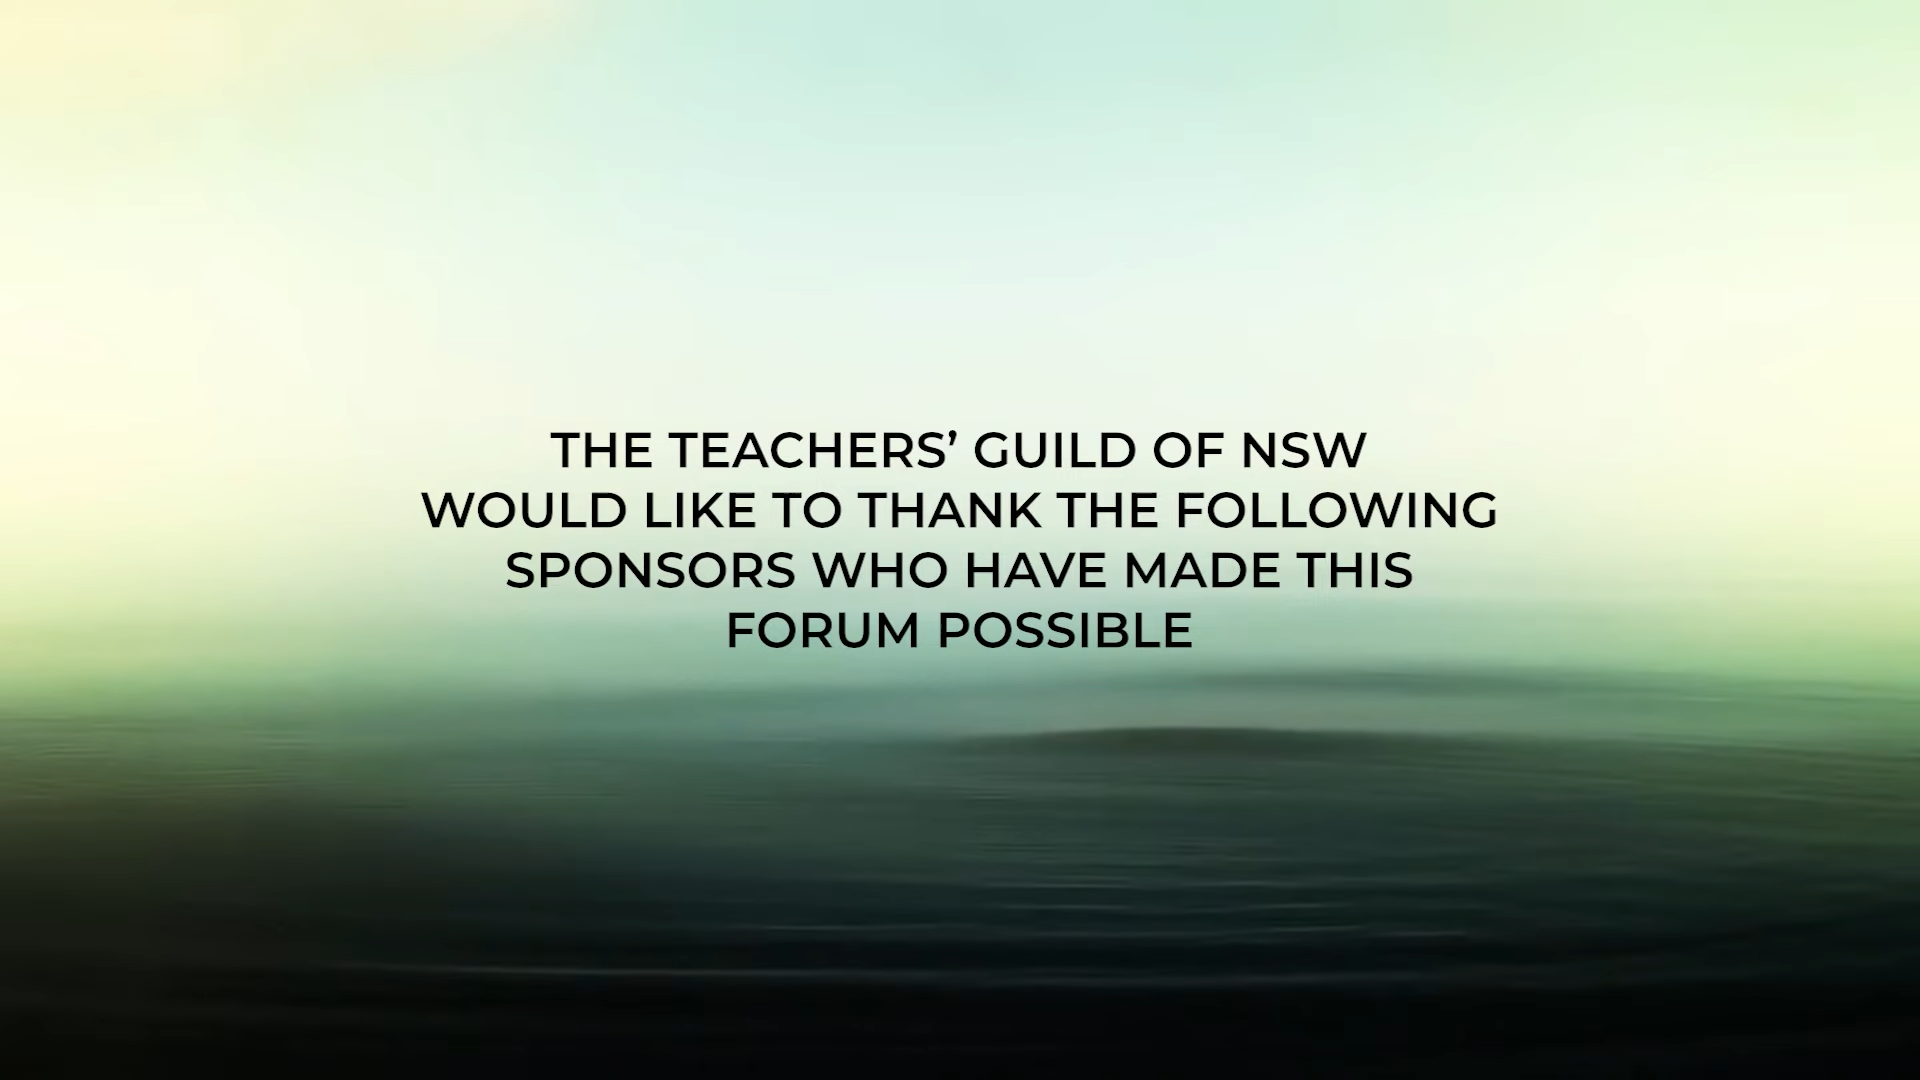 THE TEACHERS’ GUILD OF NSW
WOULD LIKE TO THANK THE FOLLOWING
SPONSORS WHO HAVE MADE THIS
FORUM POSSIBLE